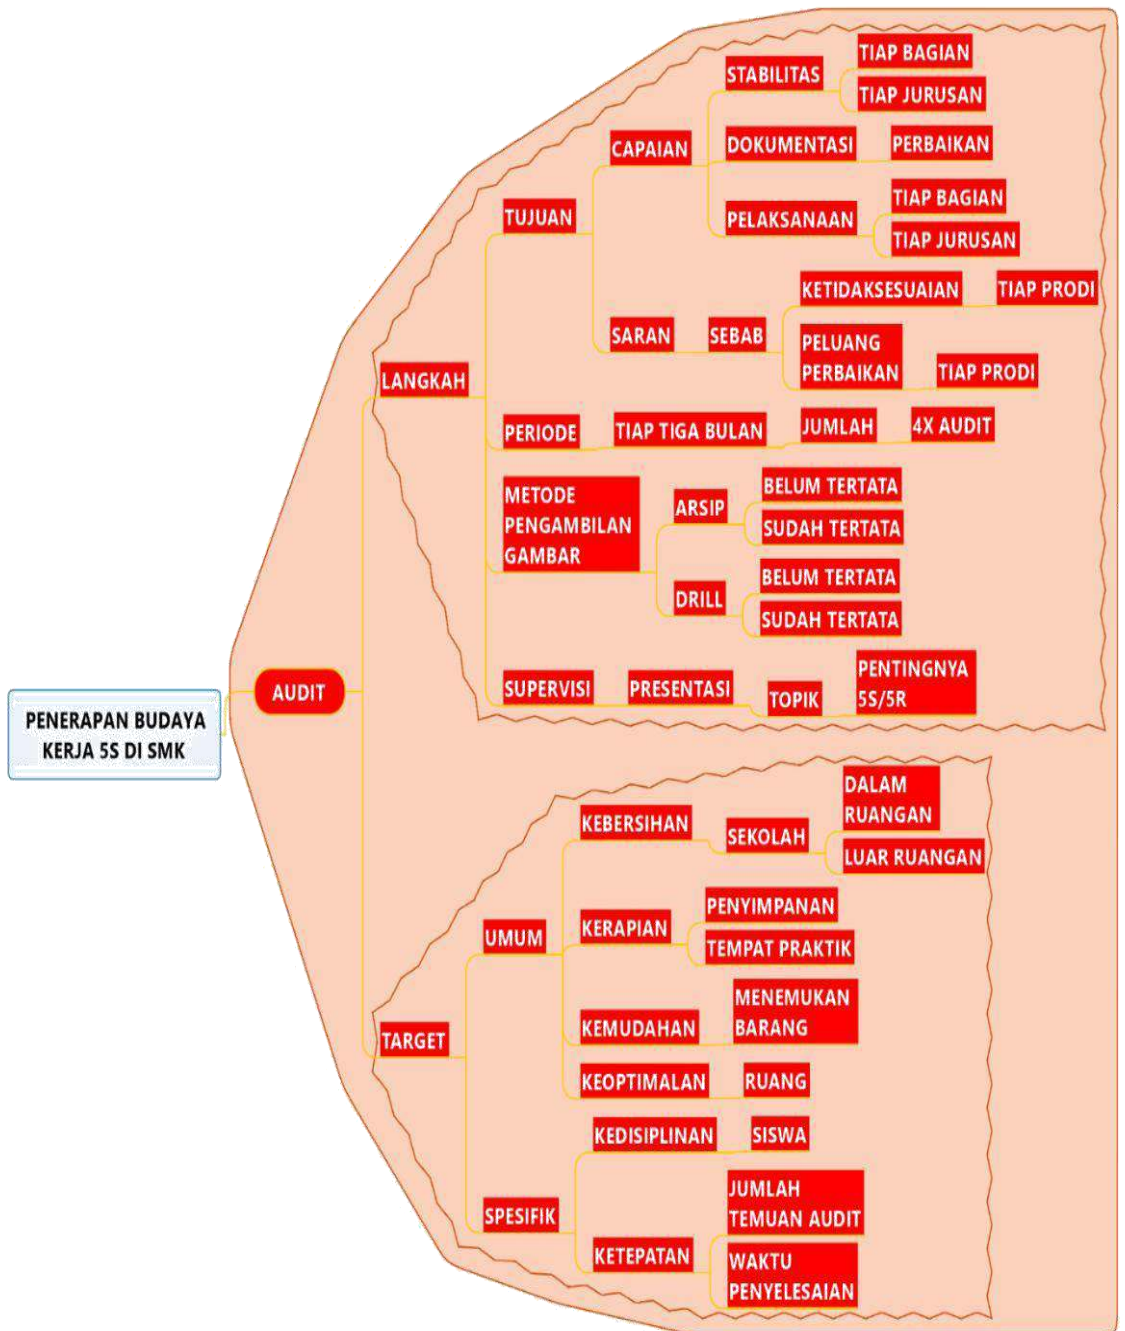 PENERAPAN BUDAYA
KERJA 5S DI SMK
AUDIT
LANGKAH
TUJUAN
CAPAIAN
STABILITAS
TIAP BAGIAN
TIAP JURUSAN
DOKUMENTASI
PERBAIKAN
PELAKSANAAN
TIAP BAGIAN
TIAP JURUSAN
SARAN
SEBAB
KETIDAKSESUAIAN
TIAP PRODI
PELUANG
PERBAIKAN
TIAP PRODI
PERIODE
TIAP TIGA BULAN
JUMLAH
4X AUDIT
METODE
PENGAMBILAN
GAMBAR
ARSIP
BELUM TERTATA
SUDAH TERTATA
DRILL
BELUM TERTATA
SUDAH TERTATA
SUPERVISI
PRESENTASI
TOPIK
PENTINGNYA
5S/5R
TARGET
UMUM
KEBERSIHAN
SEKOLAH
DALAM
RUANGAN
LUAR RUANGAN
KERAPIAN
PENYIMPANAN
TEMPAT PRAKTIK
KEMUDAHAN
MENEMUKAN
BARANG
KEOPTIMALAN
RUANG
SPESIFIK
KEDISIPLINAN
SISWA
KETEPATAN
JUMLAH
TEMUAN AUDIT
WAKTU
PENYELESAIAN